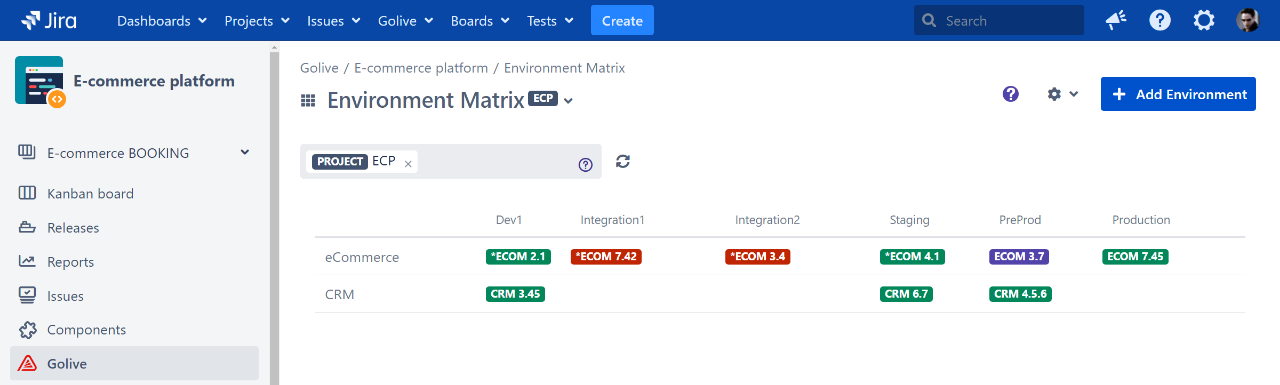 Jira Dashboards Projects Issues Golive Boards Tests Create Search
E-commerce platform
E-commerce BOOKING
Kanban board
Releases
Reports
Issues
Components
Golive
Golive / E-commerce platform / Environment Matrix
Environment Matrix ECP
Add Environment
PROJECT ECP
Dev1 Integration1 Integration2 Staging PreProd Production
eCommerce *ECOM 2.1 *ECOM 7.42 *ECOM 3.4 *ECOM 4.1 ECOM 3.7 ECOM 7.45
CRM CRM 3.45 CRM 6.7 CRM 4.5.6